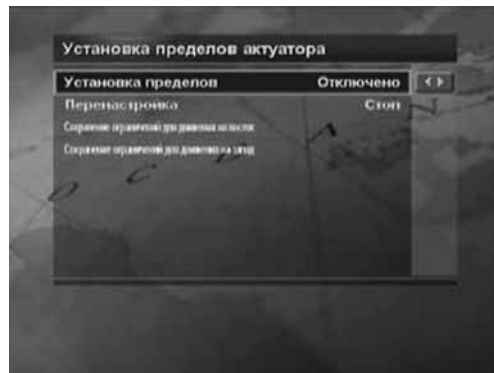 Установка пределов актуатора
Установка пределов Отключено
Перенастройка Стоп
Сохранение ограничений для движения на восток
Сохранение ограничений для движения на запад